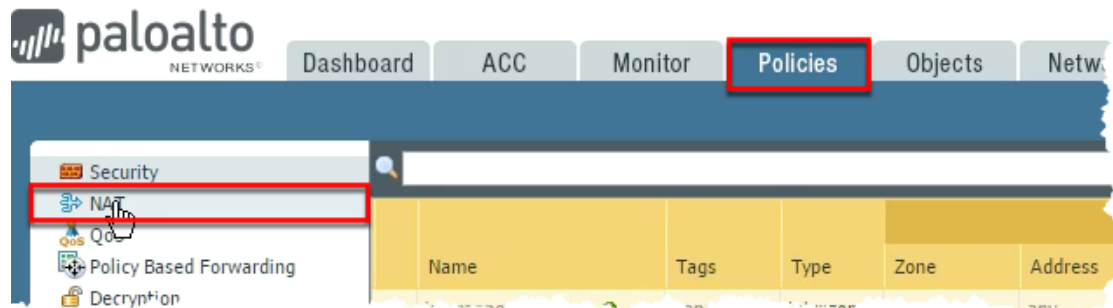 paloalto
NETWORKS®
Dashboard ACC Monitor Policies Objects Netw
Security
NAT
QoS
QoS
Policy Based Forwarding
Name Tags Type Zone Address
Decryption